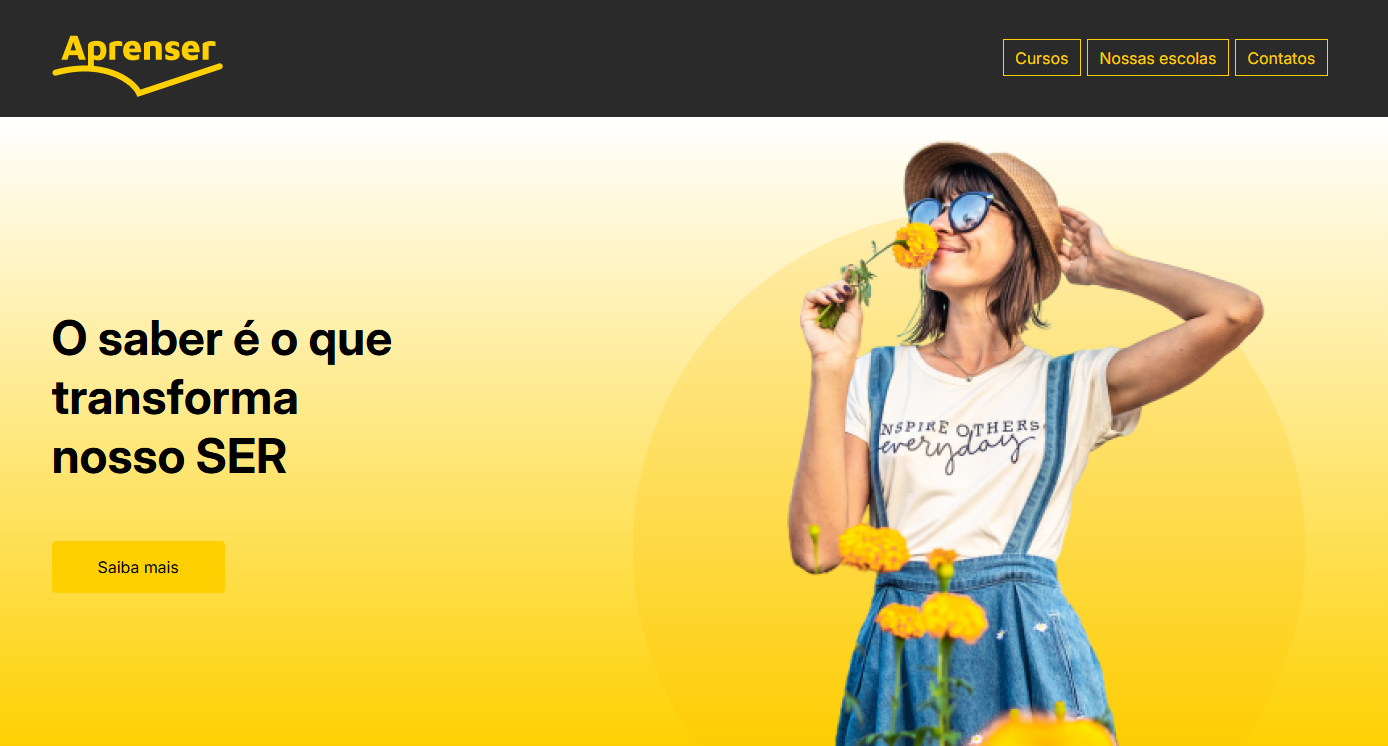 Aprenser
Cursos
Nossas escolas
Contatos
O saber é o que
transforma
nosso SER
Saiba mais
NSPIRE OTHERS
everyday